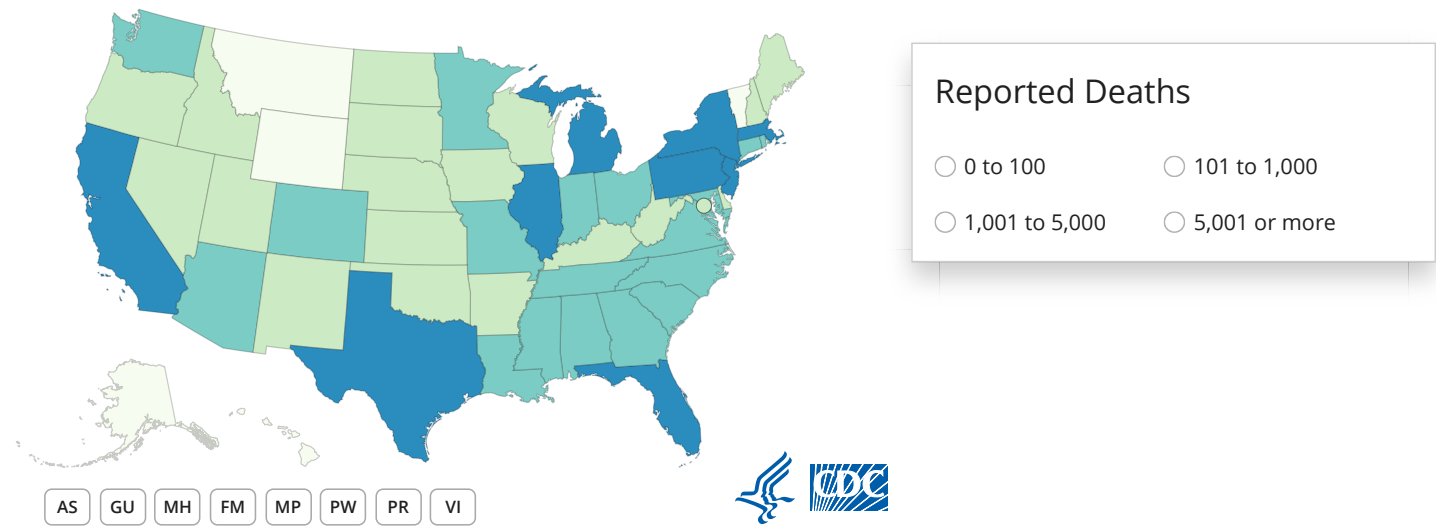 Reported Deaths
0 to 100
101 to 1,000
1,001 to 5,000
5,001 or more
AS GU MH FM MP PW PR VI
CDC